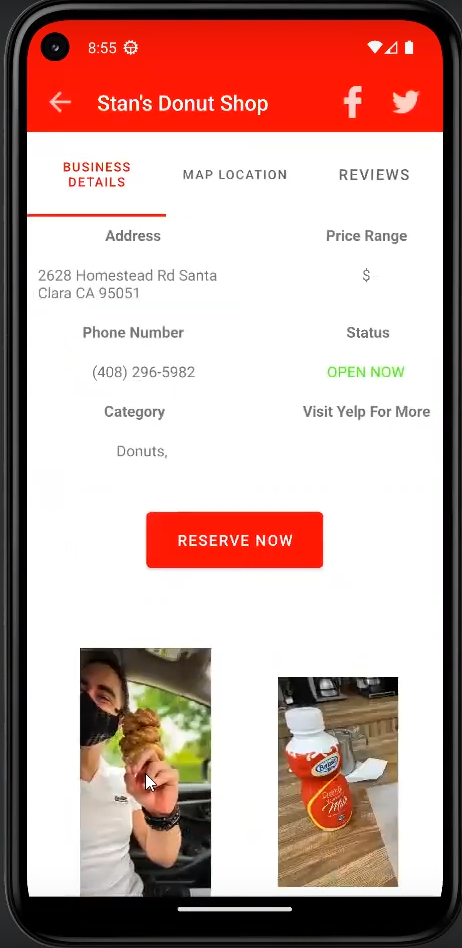 8:55
Stan's Donut Shop
BUSINESS
DETAILS
MAP LOCATION
REVIEWS
Address
Price Range
2628 Homestead Rd Santa
Clara CA 95051
$
Phone Number
Status
(408) 296-5982
OPEN NOW
Category
Visit Yelp For More
Donuts,
RESERVE NOW
Milk